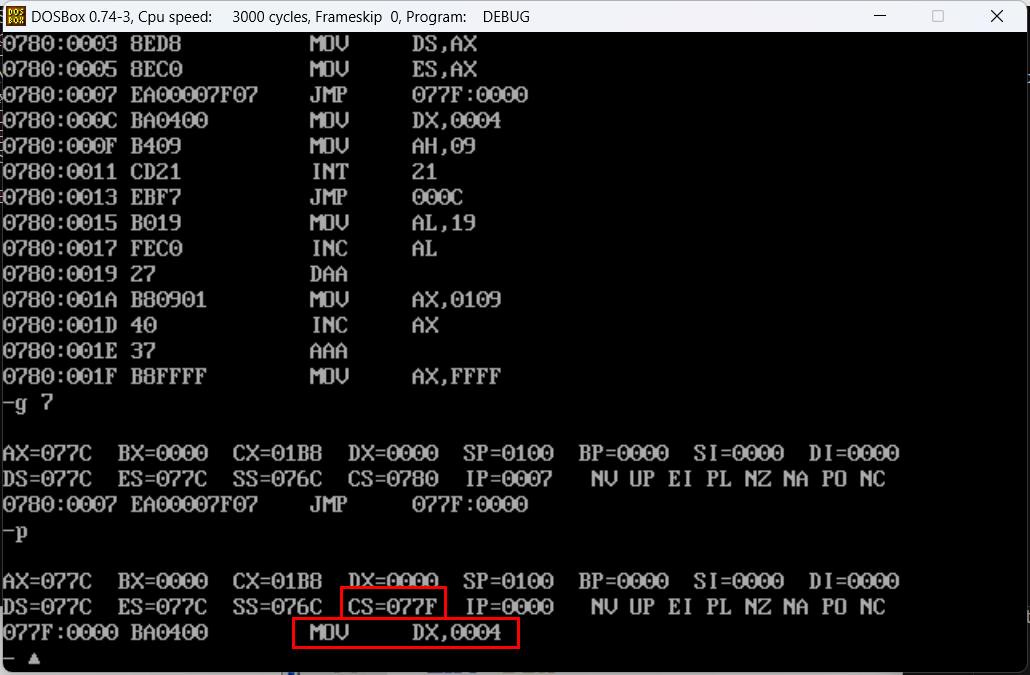 DOSBox 0.74-3, Cpu speed: 3000 cycles, Frameskip 0, Program: DEBUG
0780:0003 8ED8 MOV DS,AX
0780:0005 8EC0 MOV ES,AX
0780:0007 EA00007F07 JMP 077F:0000
0780:000C BA0400 MOV DX,0004
0780:000F B409 MOV AH,09
0780:0011 CD21 INT 21
0780:0013 EBF7 JMP 000C
0780:0015 B019 MOV AL,19
0780:0017 FEC0 INC AL
0780:0019 27 DAA
0780:001A B80901 MOV AX,0109
0780:001D 40 INC AX
0780:001E 37 AAA
0780:001F B8FFFF MOV AX,FFFF
-g 7
AX=077C BX=0000 CX=01B8 DX=0000 SP=0100 BP=0000 SI=0000 DI=0000
DS=077C ES=077C SS=076C CS=0780 IP=0007 NV UP EI PL NZ NA PO NC
0780:0007 EA00007F07 JMP 077F:0000
-p
AX=077C BX=0000 CX=01B8 DX=0000 SP=0100 BP=0000 SI=0000 DI=0000
DS=077C ES=077C SS=076C CS=077F IP=0000 NV UP EI PL NZ NA PO NC
077F:0000 BA0400 MOV DX,0004
- ▲